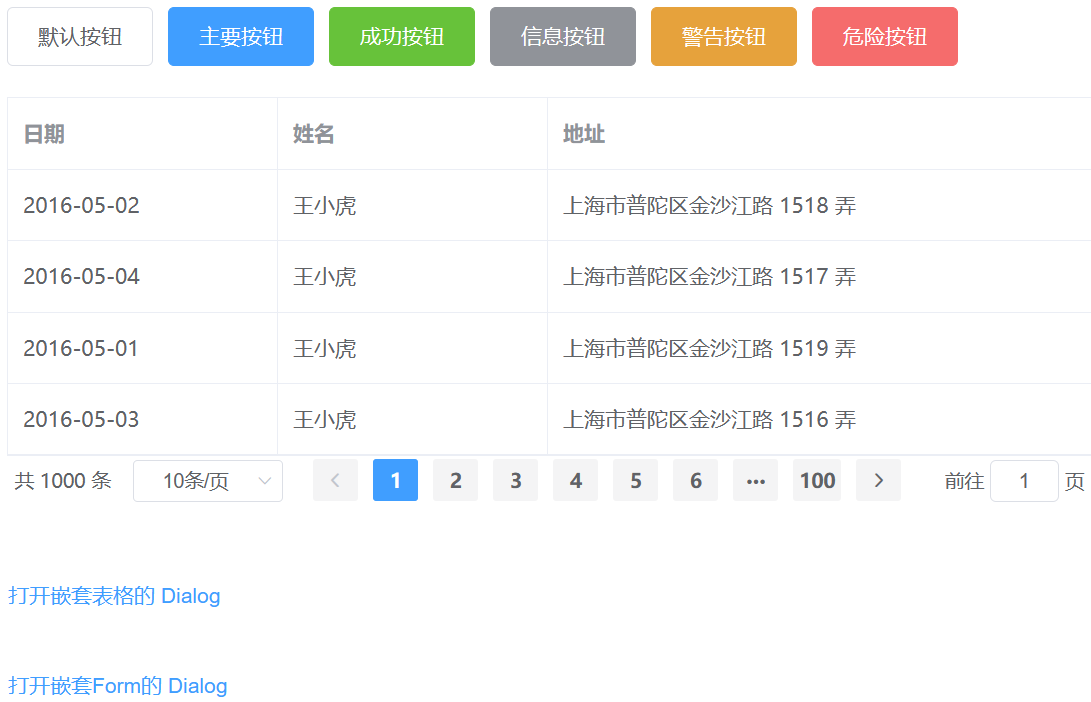 默认按钮 主要按钮 成功按钮 信息按钮 警告按钮 危险按钮
日期 姓名 地址
2016-05-02 王小虎 上海市普陀区金沙江路 1518 弄
2016-05-04 王小虎 上海市普陀区金沙江路 1517 弄
2016-05-01 王小虎 上海市普陀区金沙江路 1519 弄
2016-05-03 王小虎 上海市普陀区金沙江路 1516 弄
共 1000 条 10条/页 1 2 3 4 5 6 ••• 100 前往 1 页
打开嵌套表格的 Dialog
打开嵌套Form的 Dialog